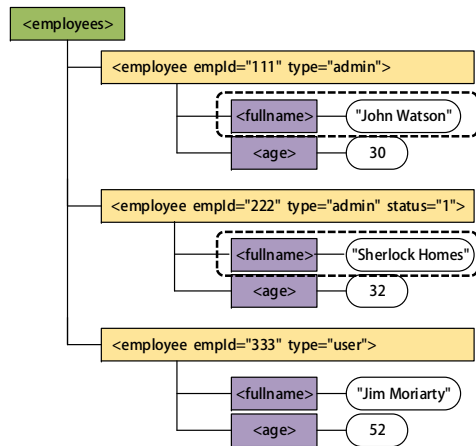 <employees>
<employee empId="111" type="admin">
<fullname> "John Watson"
<age> 30
<employee empId="222" type="admin" status="1">
<fullname> "Sherlock Homes"
<age> 32
<employee empId="333" type="user">
<fullname> "Jim Moriarty"
<age> 52